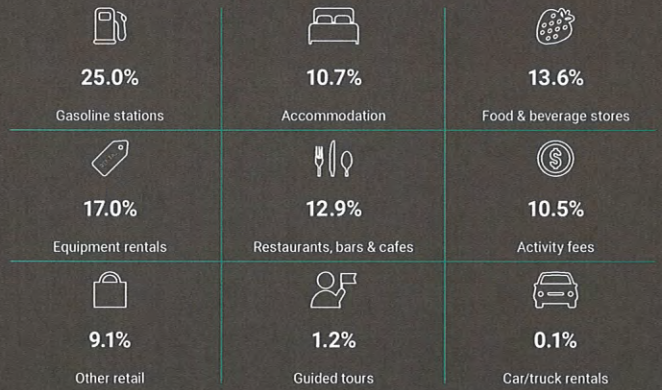 25.0%
10.7%
13.6%
Gasoline stations
Accommodation
Food & beverage stores
17.0%
12.9%
10.5%
Equipment rentals
Restaurants, bars & cafes
Activity fees
9.1%
1.2%
0.1%
Other retail
Guided tours
Car/truck rentals
$